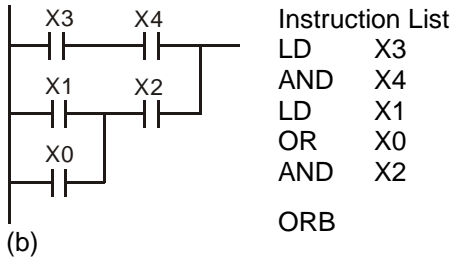 X3 X4
X1 X2
X0
(b)
Instruction List
LD X3
AND X4
LD X1
OR X0
AND X2
ORB